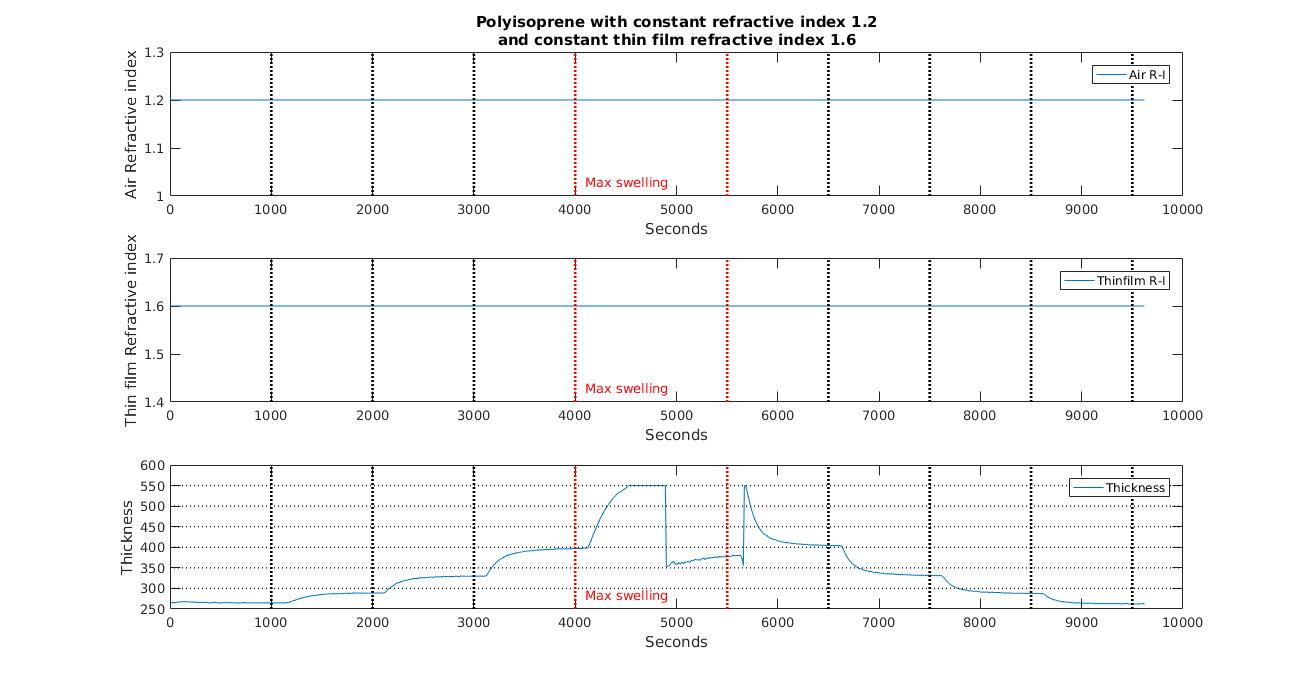 Polyisoprene with constant refractive index 1.2
and constant thin film refractive index 1.6
Air Refractive index
1.3
1.2
1.1
1
Air R-I
Max swelling
0 1000 2000 3000 4000 5000 6000 7000 8000 9000 10000
Seconds
Thin film Refractive index
1.7
1.6
1.5
1.4
Thinfilm R-I
Max swelling
0 1000 2000 3000 4000 5000 6000 7000 8000 9000 10000
Seconds
Thickness
600
550
500
450
400
350
300
250
Thickness
Max swelling
0 1000 2000 3000 4000 5000 6000 7000 8000 9000 10000
Seconds